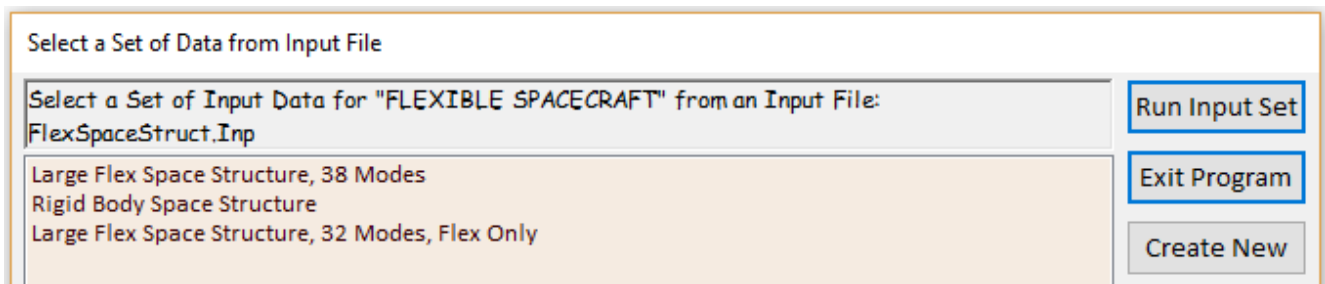 Select a Set of Data from Input File
Select a Set of Input Data for "FLEXIBLE SPACECRAFT" from an Input File:
FlexSpaceStruct.Inp
Run Input Set
Large Flex Space Structure, 38 Modes
Rigid Body Space Structure
Large Flex Space Structure, 32 Modes, Flex Only
Exit Program
Create New